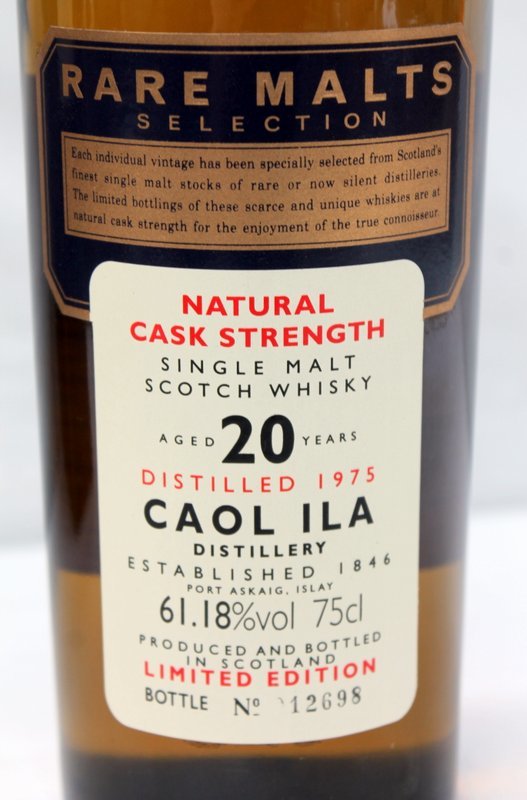 RARE MALTS
SELECTION
Each individual vintage has been specially selected from Scotland's
finest single malt stocks of rare or now silent distilleries.
The limited bottlings of these scarce and unique whiskies are at
natural cask strength for the enjoyment of the true connoisseur.
NATURAL
CASK STRENGTH
SINGLE MALT
SCOTCH WHISKY
AGED 20 YEARS
DISTILLED 1975
CAOL ILA
DISTILLERY
ESTABLISHED 1846
PORT ASKAIG, ISLAY
61.18%vol 75cl
PRODUCED AND BOTTLED
IN SCOTLAND
LIMITED EDITION
BOTTLE Nº 12698